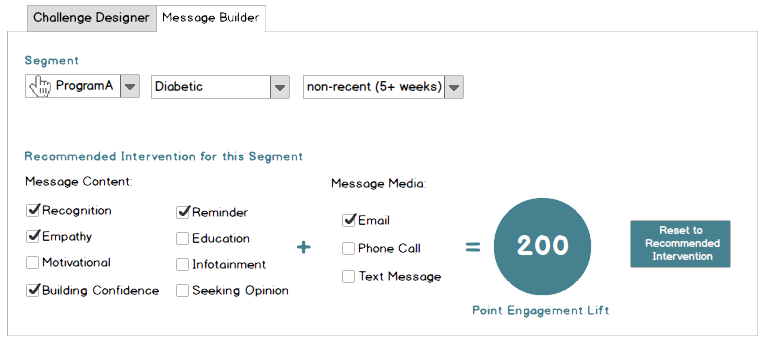 Challenge Designer
Message Builder
Segment
ProgramA
Diabetic
non-recent (5+ weeks)
Recommended Intervention for this Segment
Message Content:
Recognition
Empathy
Motivational
Building Confidence
Reminder
Education
Infotainment
Seeking Opinion
+
Message Media:
Email
Phone Call
Text Message
=
200
Point Engagement Lift
Reset to
Recommended
Intervention